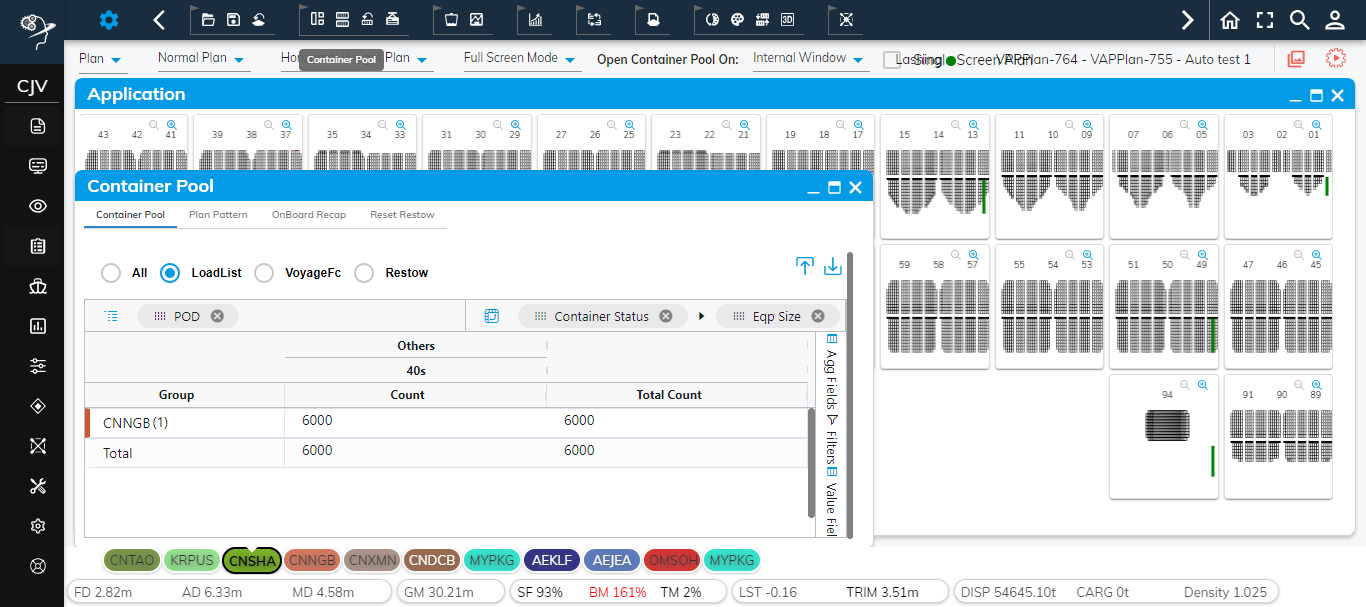 CJV
3D
Plan
Normal Plan
Plan
Container Pool
Full Screen Mode
Open Container Pool On:
Internal Window
Single Screen Plan
VAPPlan-764 - VAPPlan-755 - Auto test 1
Application
43 42 41
39 38 37
35 34 33
31 30 29
27 26 25
23 22 21
19 18 17
15 14 13
11 10 09
07 06 05
03 02 01
Container Pool
Container Pool
Plan Pattern
OnBoard Recap
Reset Restow
All
LoadList
VoyageFc
Restow
POD
Container Status
Eqp Size
Others
40s
Group
Count
Total Count
CNNGB (1)
6000
6000
Total
6000
6000
Agg Fields
Filters
Value Fiel
59 58 57
55 54 53
51 50 49
47 46 45
94
91 90 89
CNTAO
KRPUS
CNSHA
CNNGB
CNXMN
CNDCB
MYPKG
AEKLF
AEJEA
OMSOH
MYPKG
FD 2.82m
AD 6.33m
MD 4.58m
GM 30.21m
SF 93%
BM 161%
TM 2%
LST -0.16
TRIM 3.51m
DISP 54645.10t
CARG 0t
Density 1.025